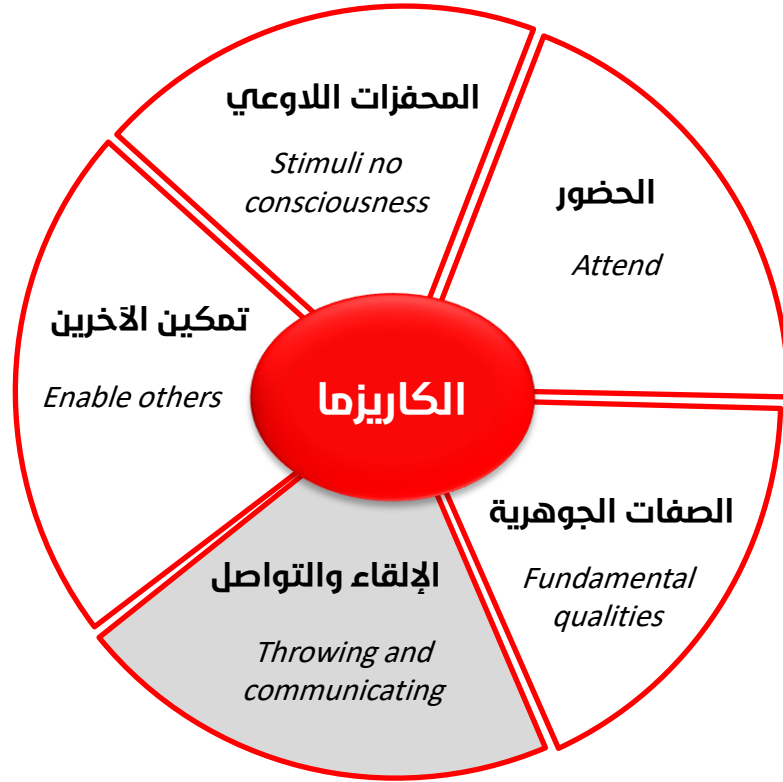 المحفزات اللاوعي
Stimuli no
consciousness
الحضور
Attend
تمكين الآخرين
Enable others
الكاريزما
الصفات الجوهرية
Fundamental
qualities
الإلقاء والتواصل
Throwing and
communicating